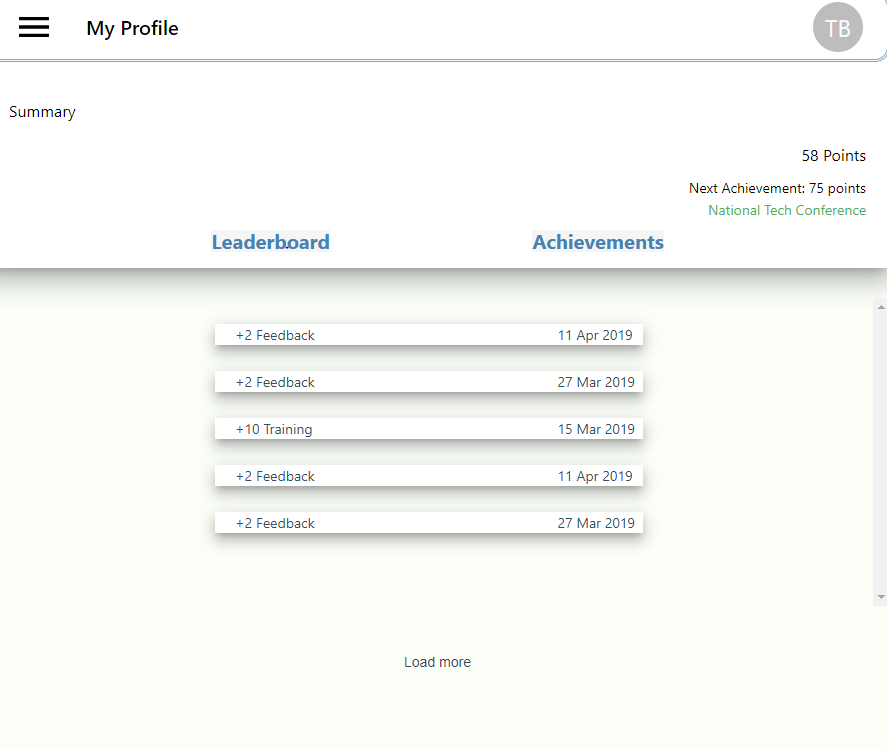 My Profile
TB
Summary
58 Points
Next Achievement: 75 points
National Tech Conference
Leaderboard
Achievements
+2 Feedback 11 Apr 2019
+2 Feedback 27 Mar 2019
+10 Training 15 Mar 2019
+2 Feedback 11 Apr 2019
+2 Feedback 27 Mar 2019
Load more